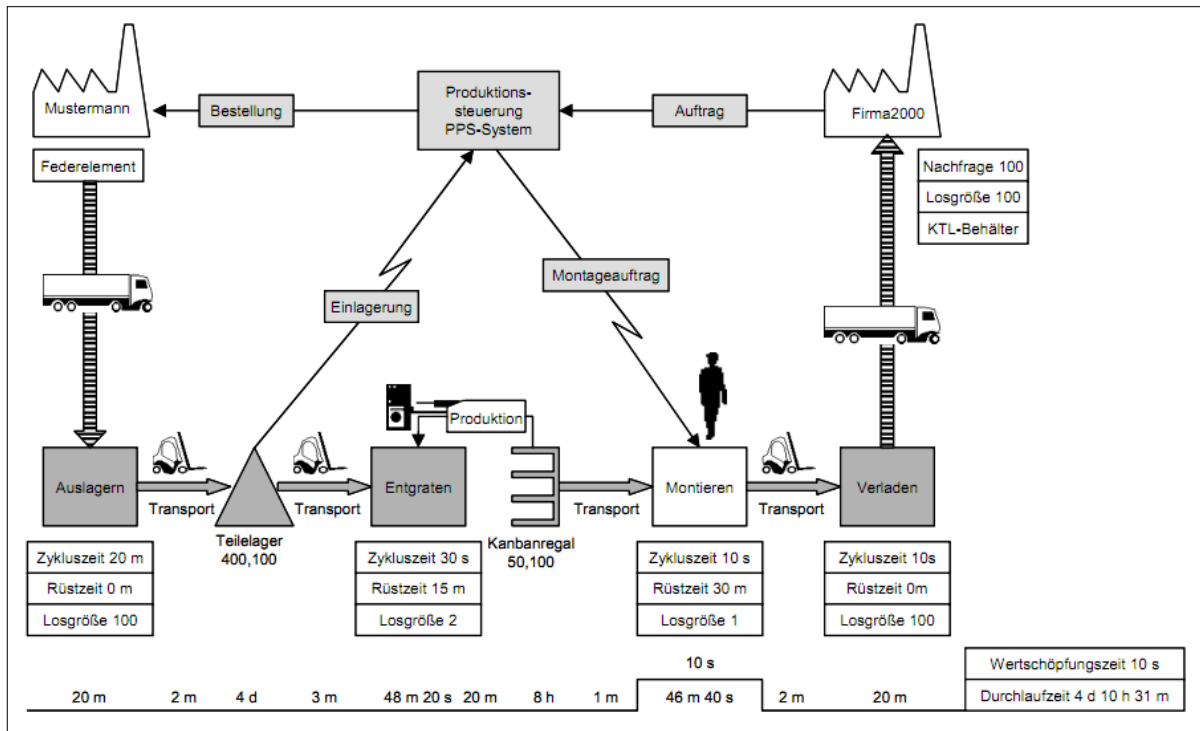 Mustermann
Bestellung
Produktions-
steuerung
PPS-System
Auftrag
Firma2000
Federelement
Nachfrage 100
Losgröße 100
KTL-Behälter
Einlagerung
Montageauftrag
Produktion
Auslagern
Transport
Teilelager
400,100
Transport
Entgraten
Kanbanregal
50,100
Transport
Montieren
Transport
Verladen
Zykluszeit 20 m
Rüstzeit 0 m
Losgröße 100
Zykluszeit 30 s
Rüstzeit 15 m
Losgröße 2
Zykluszeit 10 s
Rüstzeit 30 m
Losgröße 1
Zykluszeit 10s
Rüstzeit 0m
Losgröße 100
10 s
20 m 2 m 4 d 3 m 48 m 20 s 20 m 8 h 1 m 46 m 40 s 2 m 20 m
Wertschöpfungszeit 10 s
Durchlaufzeit 4 d 10 h 31 m